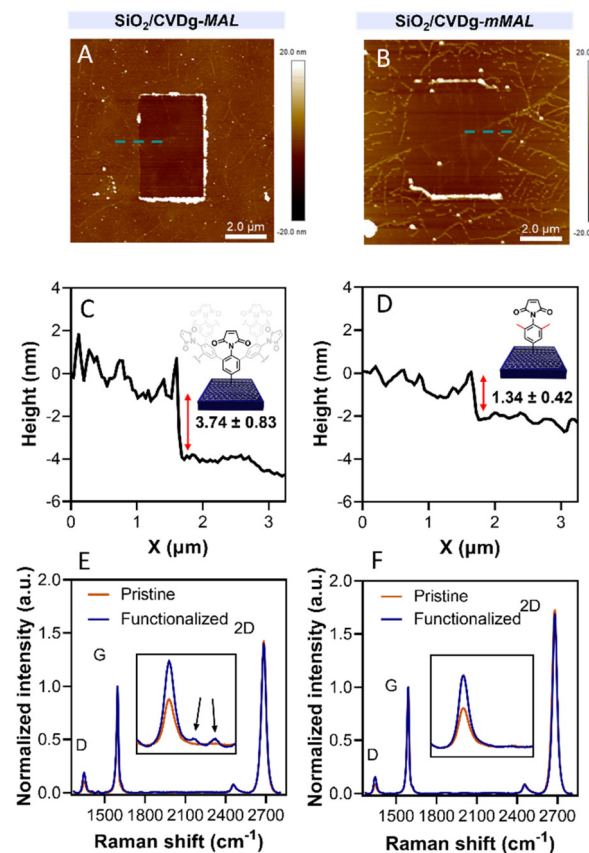 SiO₂/CVDg-MAL
SiO₂/CVDg-mMAL
A
20.0 nm
-20.0 nm
2.0 µm
B
20.0
-20.0
2.0 µm
C
Height (nm)
4
2
0
-2
-4
-6
3.74 ± 0.83
0 1 2 3
X (µm)
D
Height (nm)
4
2
0
-2
-4
-6
1.34 ± 0.42
0 1 2 3
X (µm)
E
Normalized intensity (a.u.)
2.0
1.5
1.0
0.5
0.0
Pristine
Functionalized
2D
G
D
1500 1800 2100 2400 2700
Raman shift (cm⁻¹)
F
Normalized intensity (a.u.)
2.0
1.5
1.0
0.5
0.0
Pristine
Functionalized
2D
G
D
1500 1800 2100 2400 2700
Raman shift (cm⁻¹)